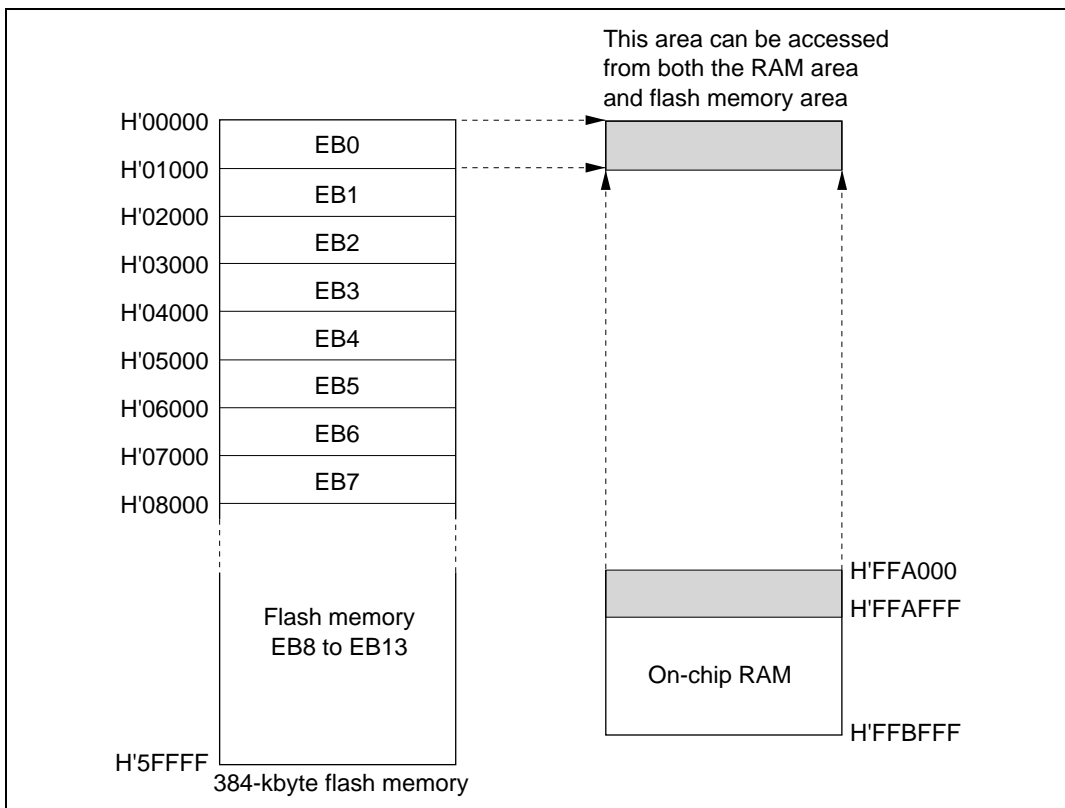 This area can be accessed
from both the RAM area
and flash memory area
H'00000
EB0
H'01000
EB1
H'02000
EB2
H'03000
EB3
H'04000
EB4
H'05000
EB5
H'06000
EB6
H'07000
EB7
H'08000
H'FFA000
H'FFAFFF
Flash memory
EB8 to EB13
On-chip RAM
H'FFBFFF
H'5FFFF
384-kbyte flash memory